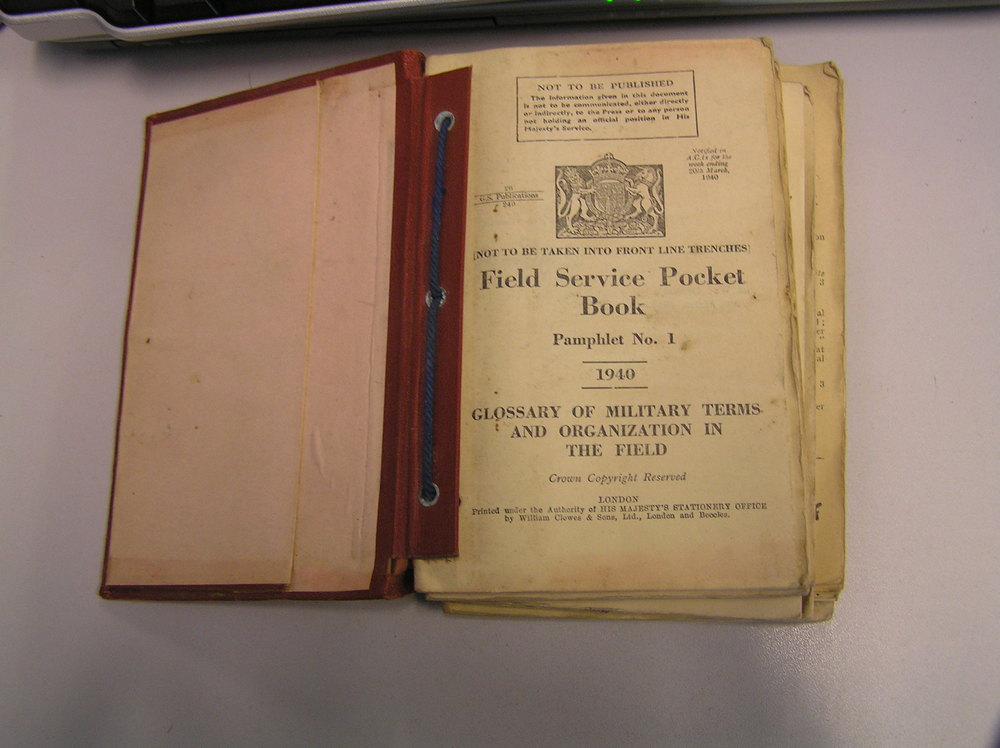 NOT TO BE PUBLISHED
The information given in this document
is not to be communicated, either directly
or indirectly, to the Press or to any person
not holding an official position in His
Majesty's Service.
Notified in
A.C.Is for the
week ending
20th March,
1940
26
G.S. Publications
240
[NOT TO BE TAKEN INTO FRONT LINE TRENCHES]
Field Service Pocket
Book
Pamphlet No. 1
1940
GLOSSARY OF MILITARY TERMS
AND ORGANIZATION IN
THE FIELD
Crown Copyright Reserved
LONDON
Printed under the Authority of HIS MAJESTY'S STATIONERY OFFICE
by William Clowes & Sons, Ltd., London and Beccles.